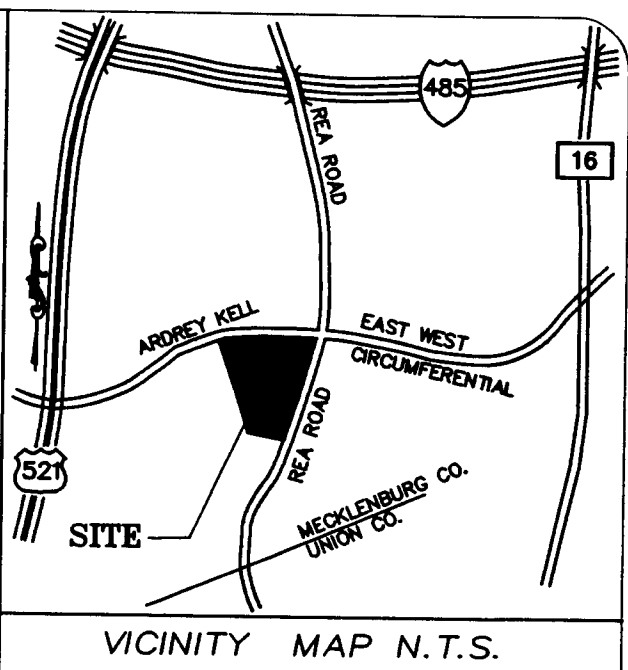 485
REA ROAD
16
ARDREY KELL
EAST WEST
CIRCUMFERENTIAL
REA ROAD
521
MECKLENBURG CO.
UNION CO.
SITE
VICINITY MAP N.T.S.